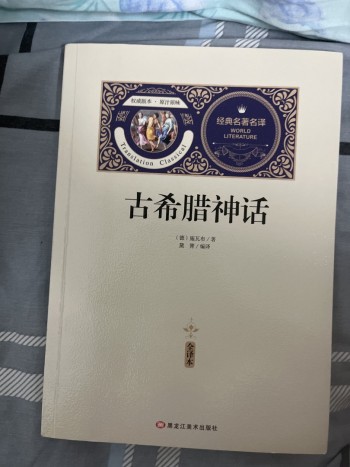 权威版本·原汁原味
Translation Classical
经典名著名译
WORLD
LITERATURE
古希腊神话
（德）施瓦布/著
/编译
全译本
黑龙江美术出版社